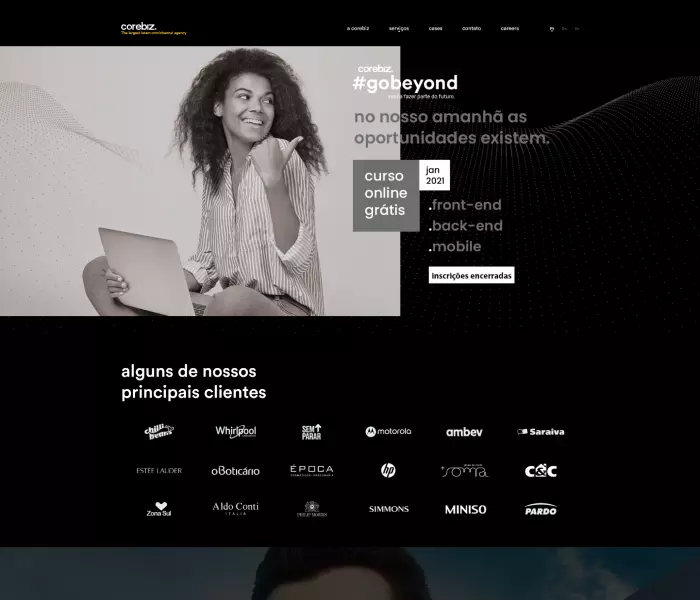 corebiz.
The largest latam omnichannel agency
a corebiz
serviços
cases
contato
careers
corebiz.
#gobeyond
fazer parte do futuro.
no nosso amanhã as
oportunidades existem.
curso
online
grátis
jan
2021
.front-end
.back-end
.mobile
inscrições encerradas
alguns de nossos
principais clientes
chilli beans
Whirlpool
SEM PARAR
motorola
ambev
Saraiva
ESTĒE LAUDER
oBoticário
ÉPOCA
hp
soma
C&C
Zona Sul
Aldo Conti
ITALIA
PHILIP MORRIS
SIMMONS
MINISO
PARDO